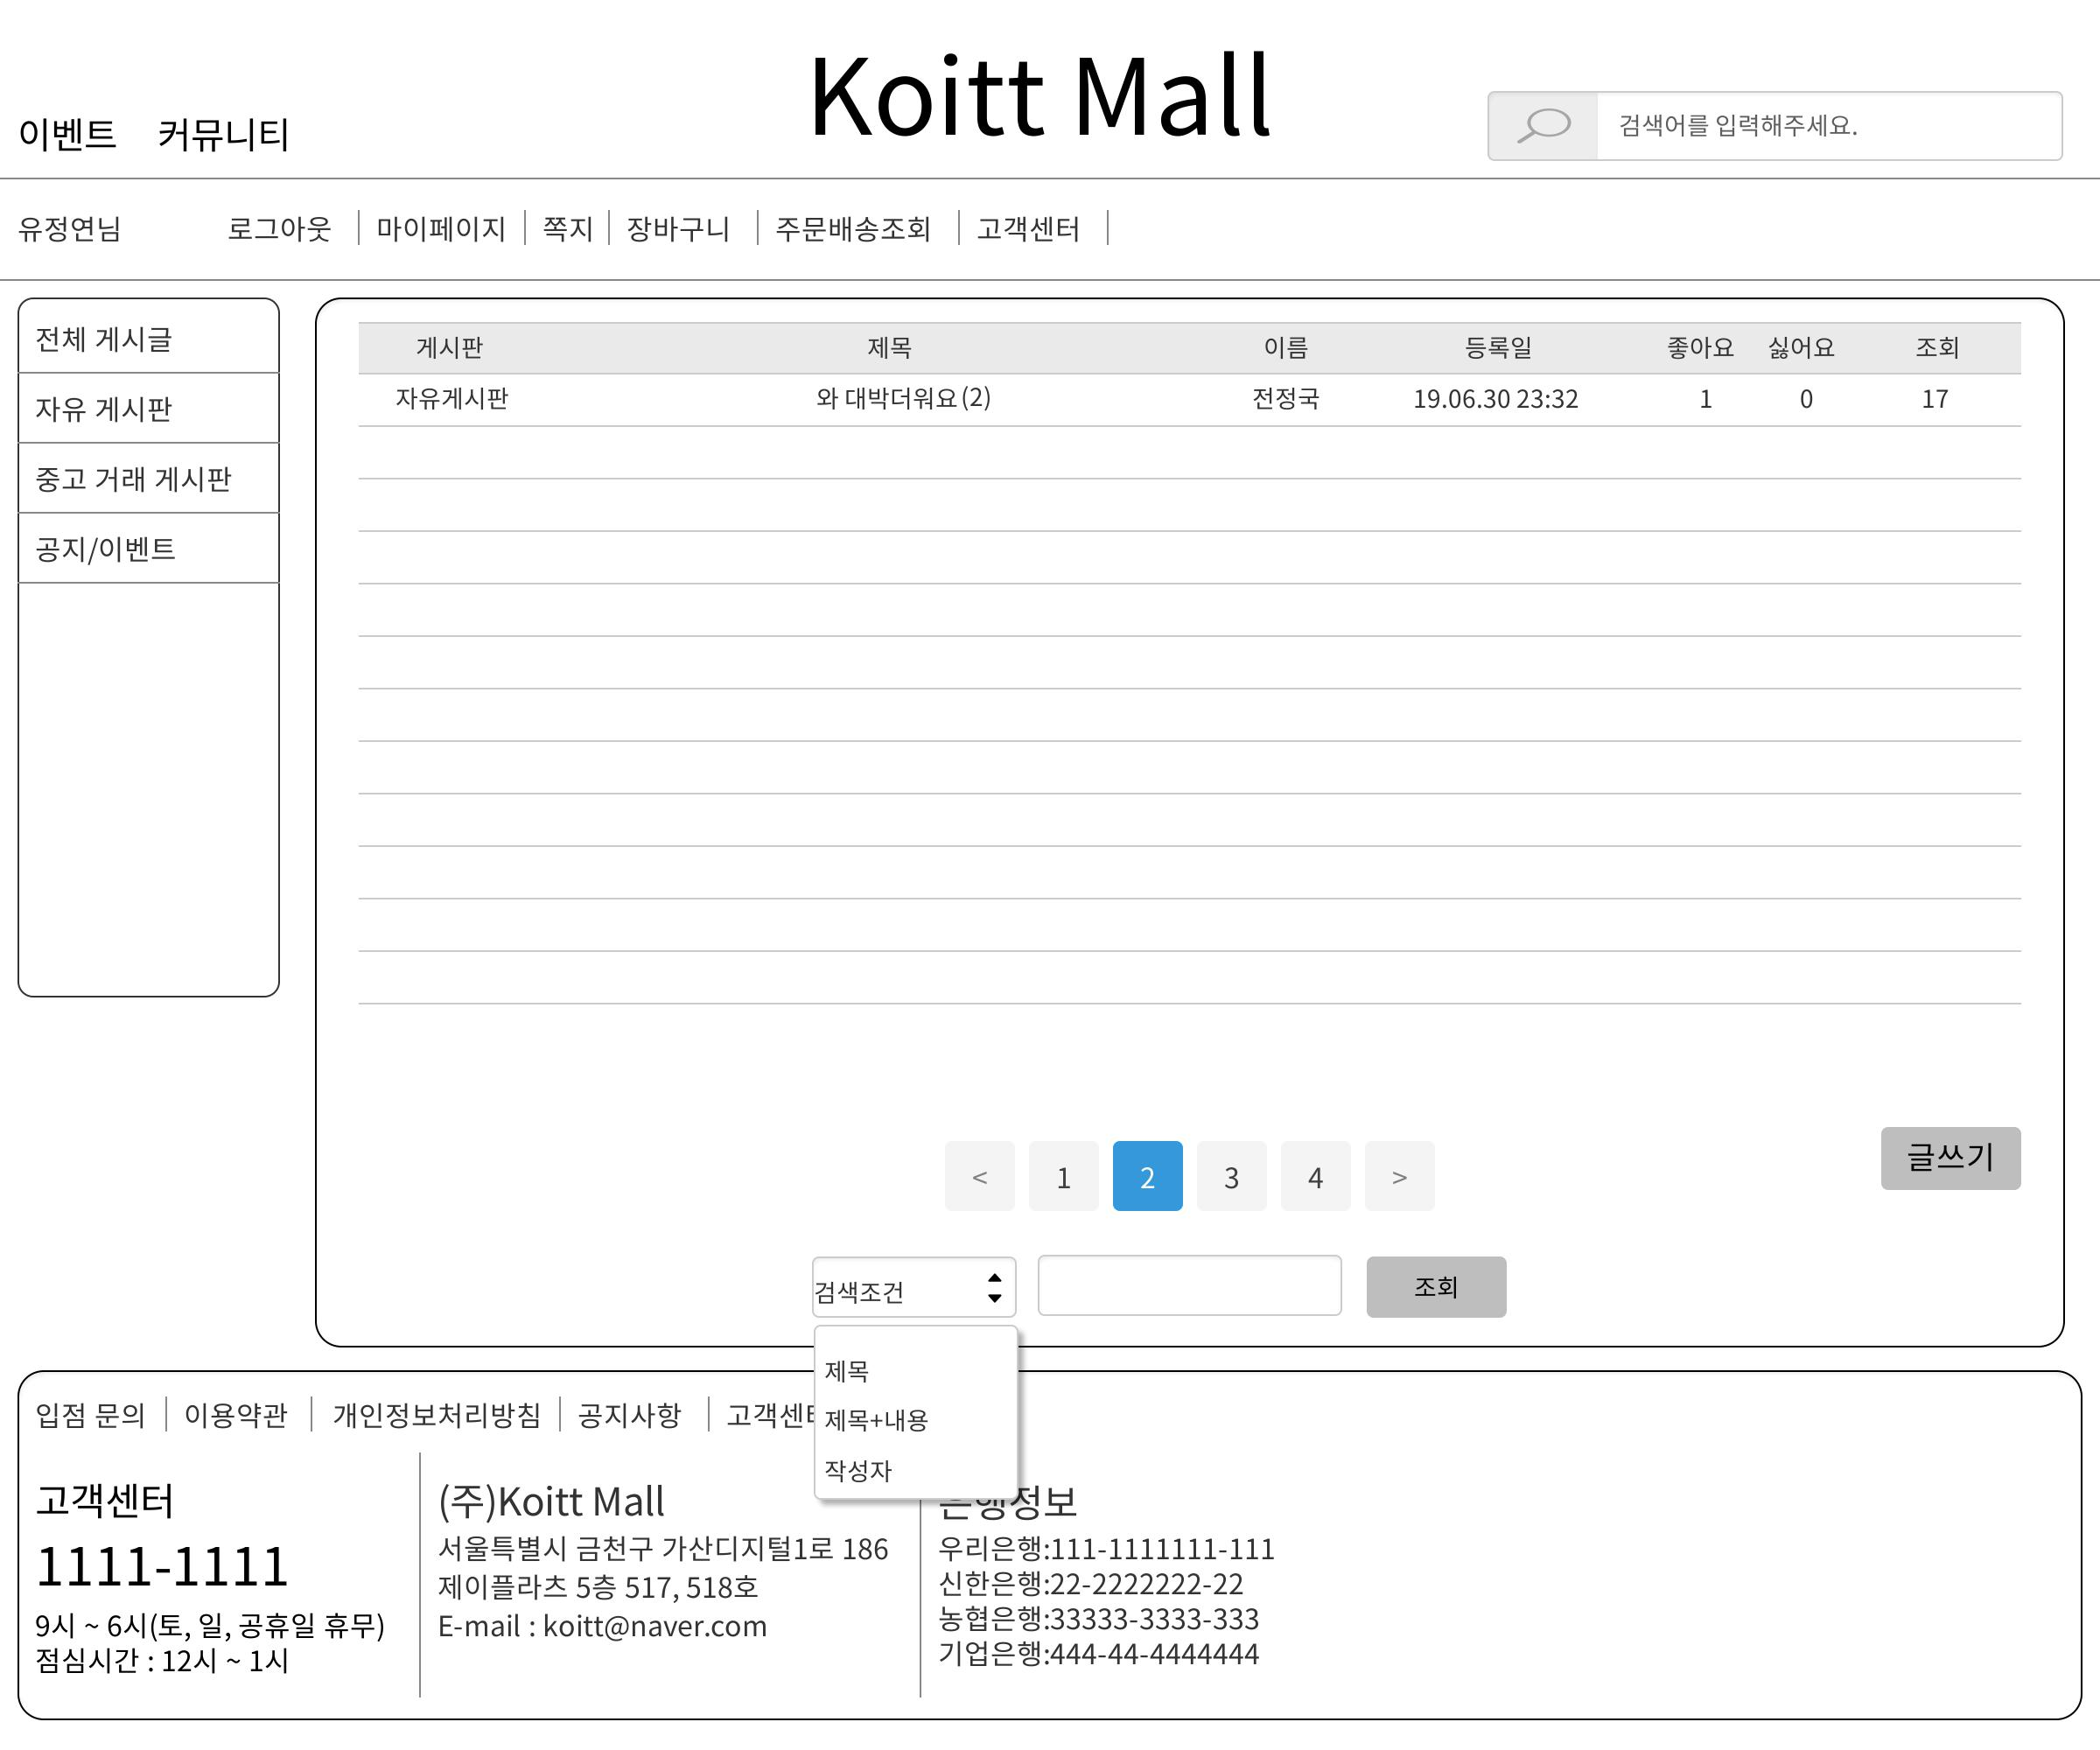 Koitt Mall
이벤트 커뮤니티
검색어를 입력해주세요.
유정연님 로그아웃 마이페이지 쪽지 장바구니 주문배송조회 고객센터
전체 게시글
자유 게시판
중고 거래 게시판
공지/이벤트
게시판 제목 이름 등록일 좋아요 싫어요 조회
자유게시판 와 대박더워요(2) 전정국 19.06.30 23:32 1 0 17
글쓰기
< 1 2 3 4 >
검색조건 조회
제목
제목+내용
작성자
입점 문의 이용약관 개인정보처리방침 공지사항
고객센터
1111-1111
9시 ~ 6시(토, 일, 공휴일 휴무)
점심시간 : 12시 ~ 1시
(주)Koitt Mall
서울특별시 금천구 가산디지털1로 186
제이플라츠 5층 517, 518호
E-mail : koitt@naver.com
은행정보
우리은행:111-1111111-111
신한은행:22-2222222-22
농협은행:33333-3333-333
기업은행:444-44-4444444